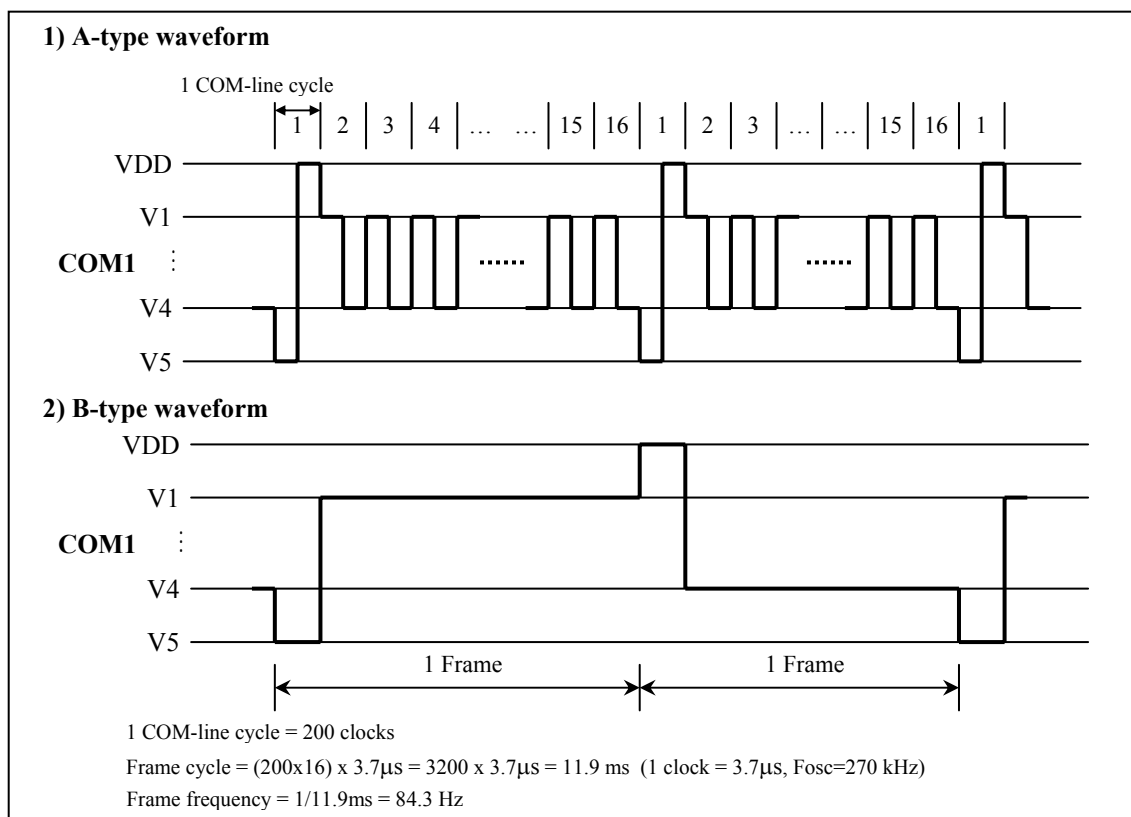 1) A-type waveform
1 COM-line cycle
1 2 3 4 … … 15 16 1 2 3 … … 15 16 1
VDD
V1
COM1 ⋮
........ ........
V4
V5
2) B-type waveform
VDD
V1
COM1 ⋮
V4
V5
1 Frame 1 Frame
1 COM-line cycle = 200 clocks
Frame cycle = (200x16) x 3.7µs = 3200 x 3.7µs = 11.9 ms (1 clock = 3.7µs, Fosc=270 kHz)
Frame frequency = 1/11.9ms = 84.3 Hz